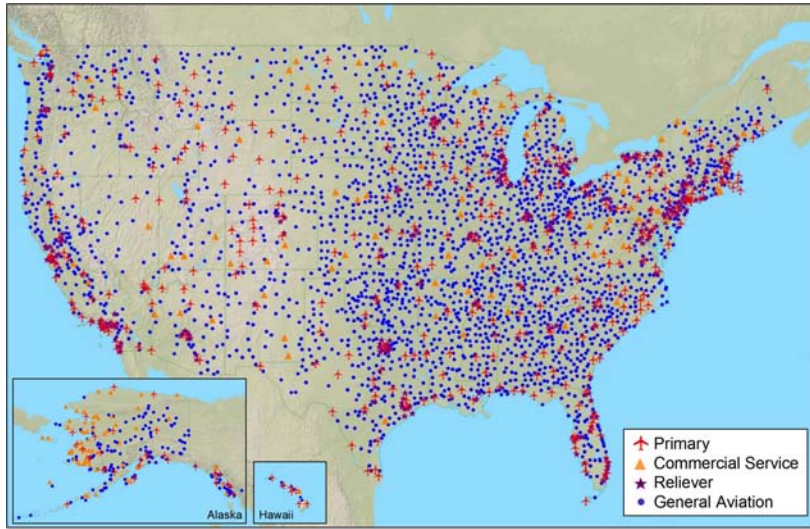 Alaska
Hawaii
Primary
Commercial Service
Reliever
General Aviation